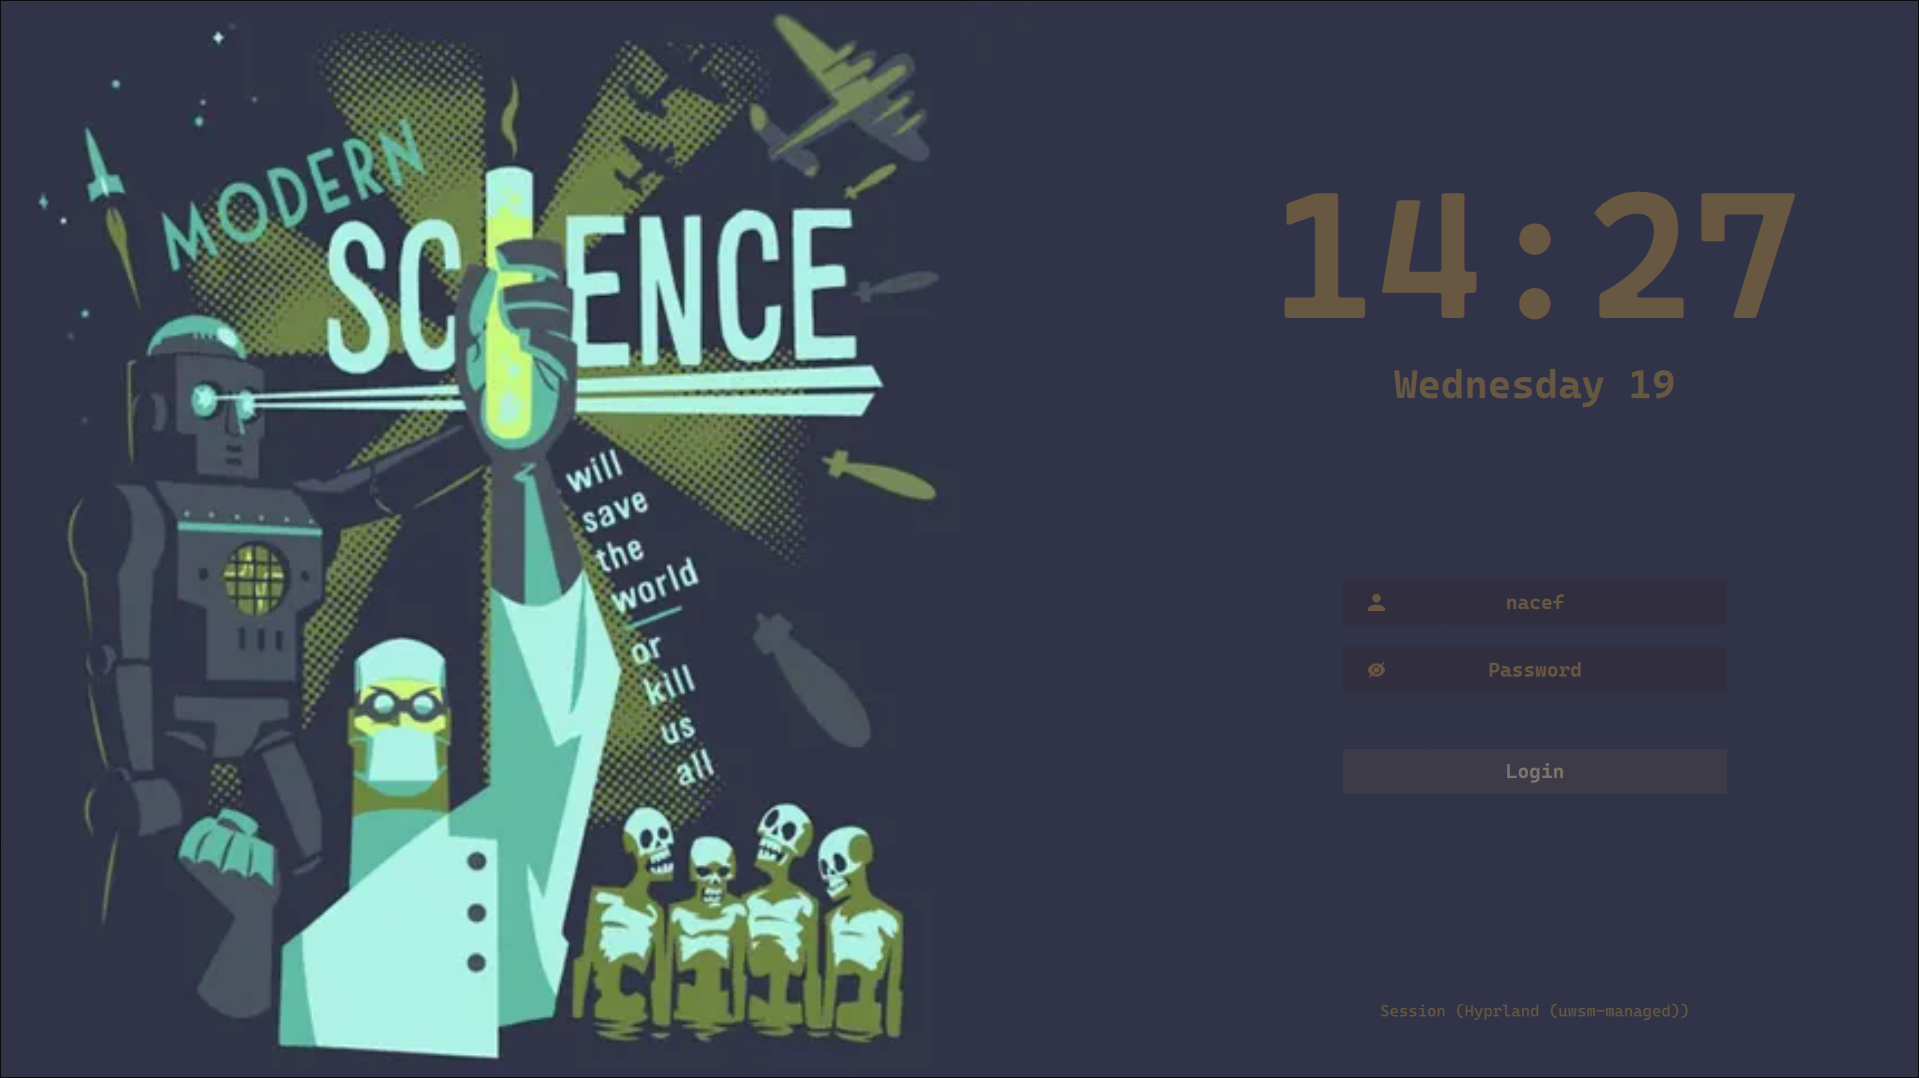 MODERN
SCIENCE
will
save
the
world
or
kill
us
all
14:27
Wednesday 19
nacef
Password
Login
Session (Hyprland (uwsm-managed))